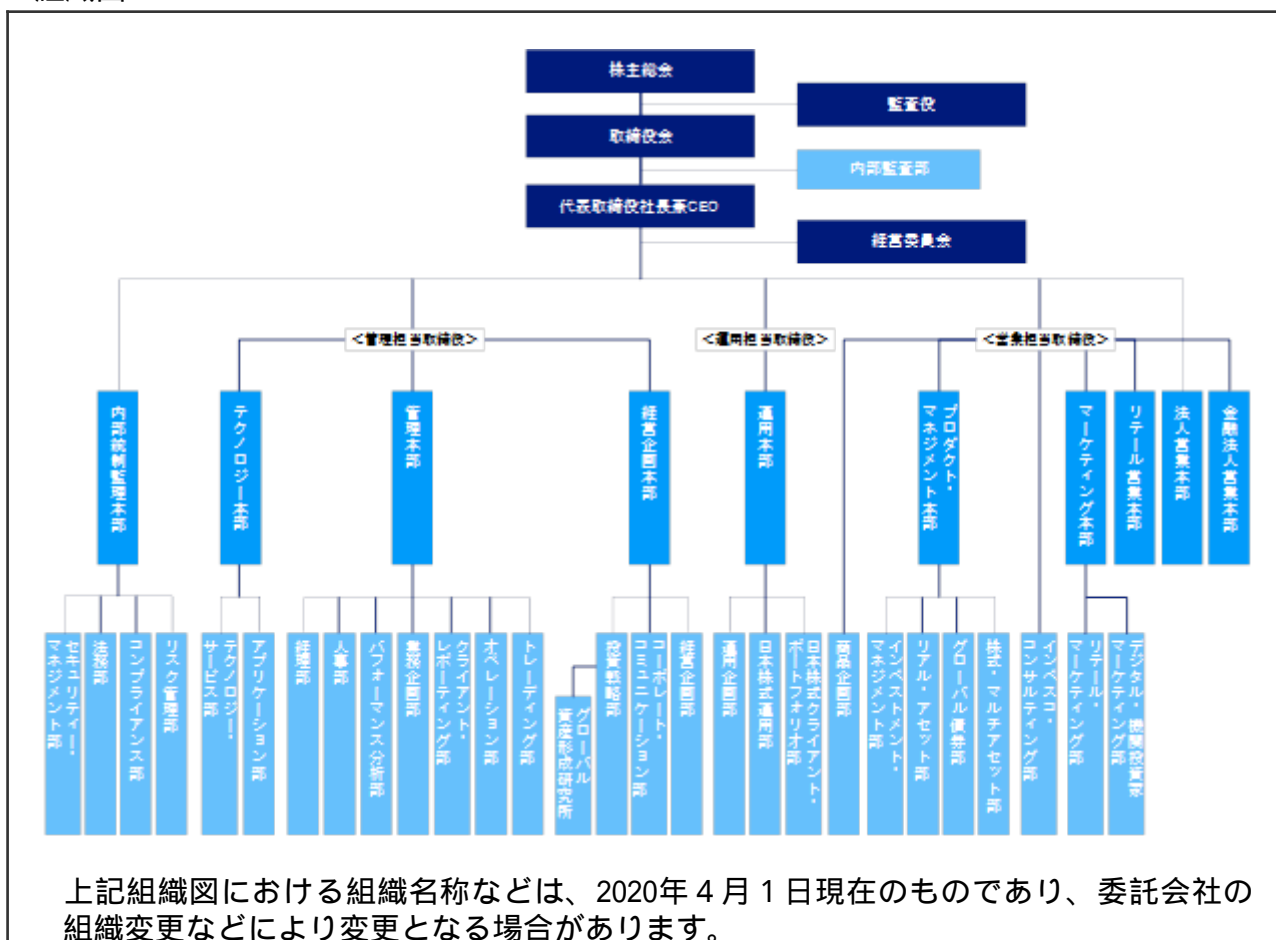 株主総会
監査役
取締役会
内部監査部
代表取締役社長兼CEO
経営委員会
＜管理担当取締役＞
＜運用担当取締役＞
＜営業担当取締役＞
内部統制監理本部
テクノロジー本部
管理本部
経営企画本部
運用本部
プロダクト・
マネジメント本部
マーケティング本部
リテール営業本部
法人営業本部
金融法人営業本部
セキュリティー・
マネジメント部
法務部
コンプライアンス部
リスク管理部
テクノロジー・
サービス部
アプリケーション部
経理部
人事部
パフォーマンス分析部
業務企画部
クライアント・
レポーティング部
オペレーション部
トレーディング部
グローバル
資産形成研究所
投資戦略部
コーポレート・
コミュニケーション部
経営企画部
運用企画部
日本株式運用部
日本株式クライアント・
ポートフォリオ部
商品企画部
インベストメント・
マネジメント部
リアル・アセット部
グローバル債券部
株式・マルチアセット部
インベスコ・
コンサルティング部
リテール・
マーケティング部
デジタル・機関投資家
マーケティング部
上記組織図における組織名称などは、2020年４月１日現在のものであり、委託会社の
組織変更などにより変更となる場合があります。